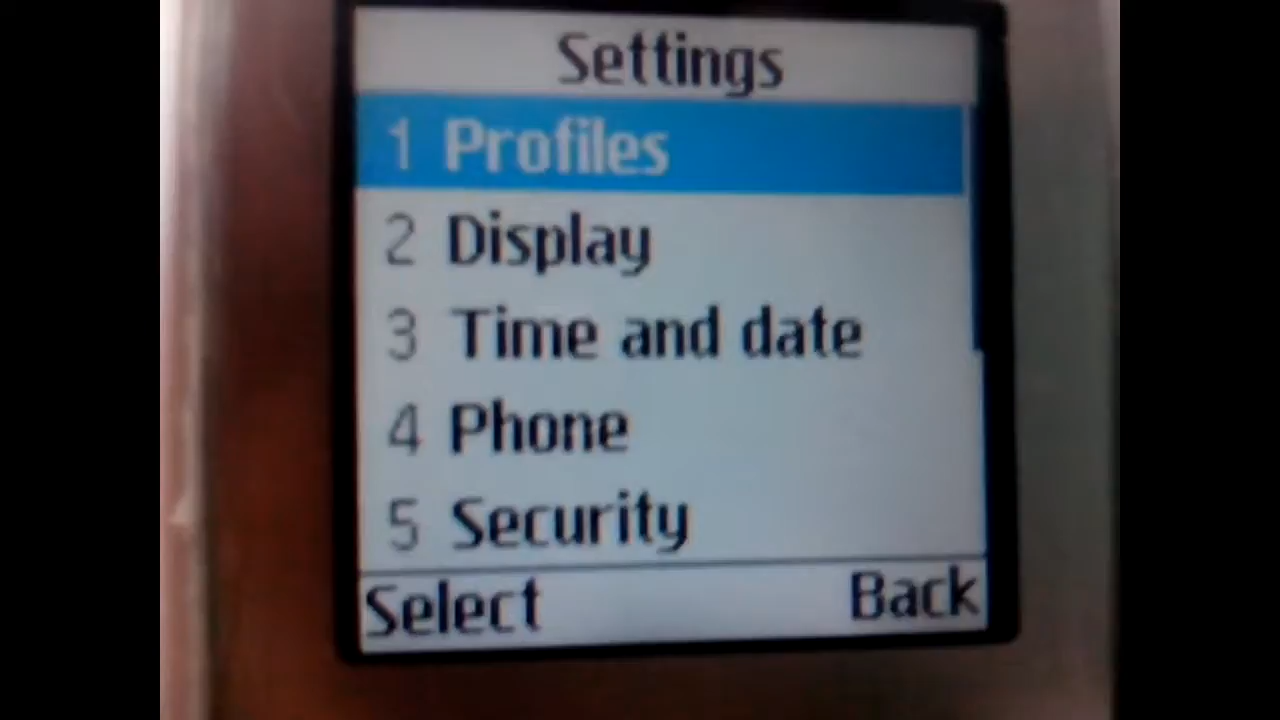 Settings
1 Profiles
2 Display
3 Time and date
4 Phone
5 Security
Select Back